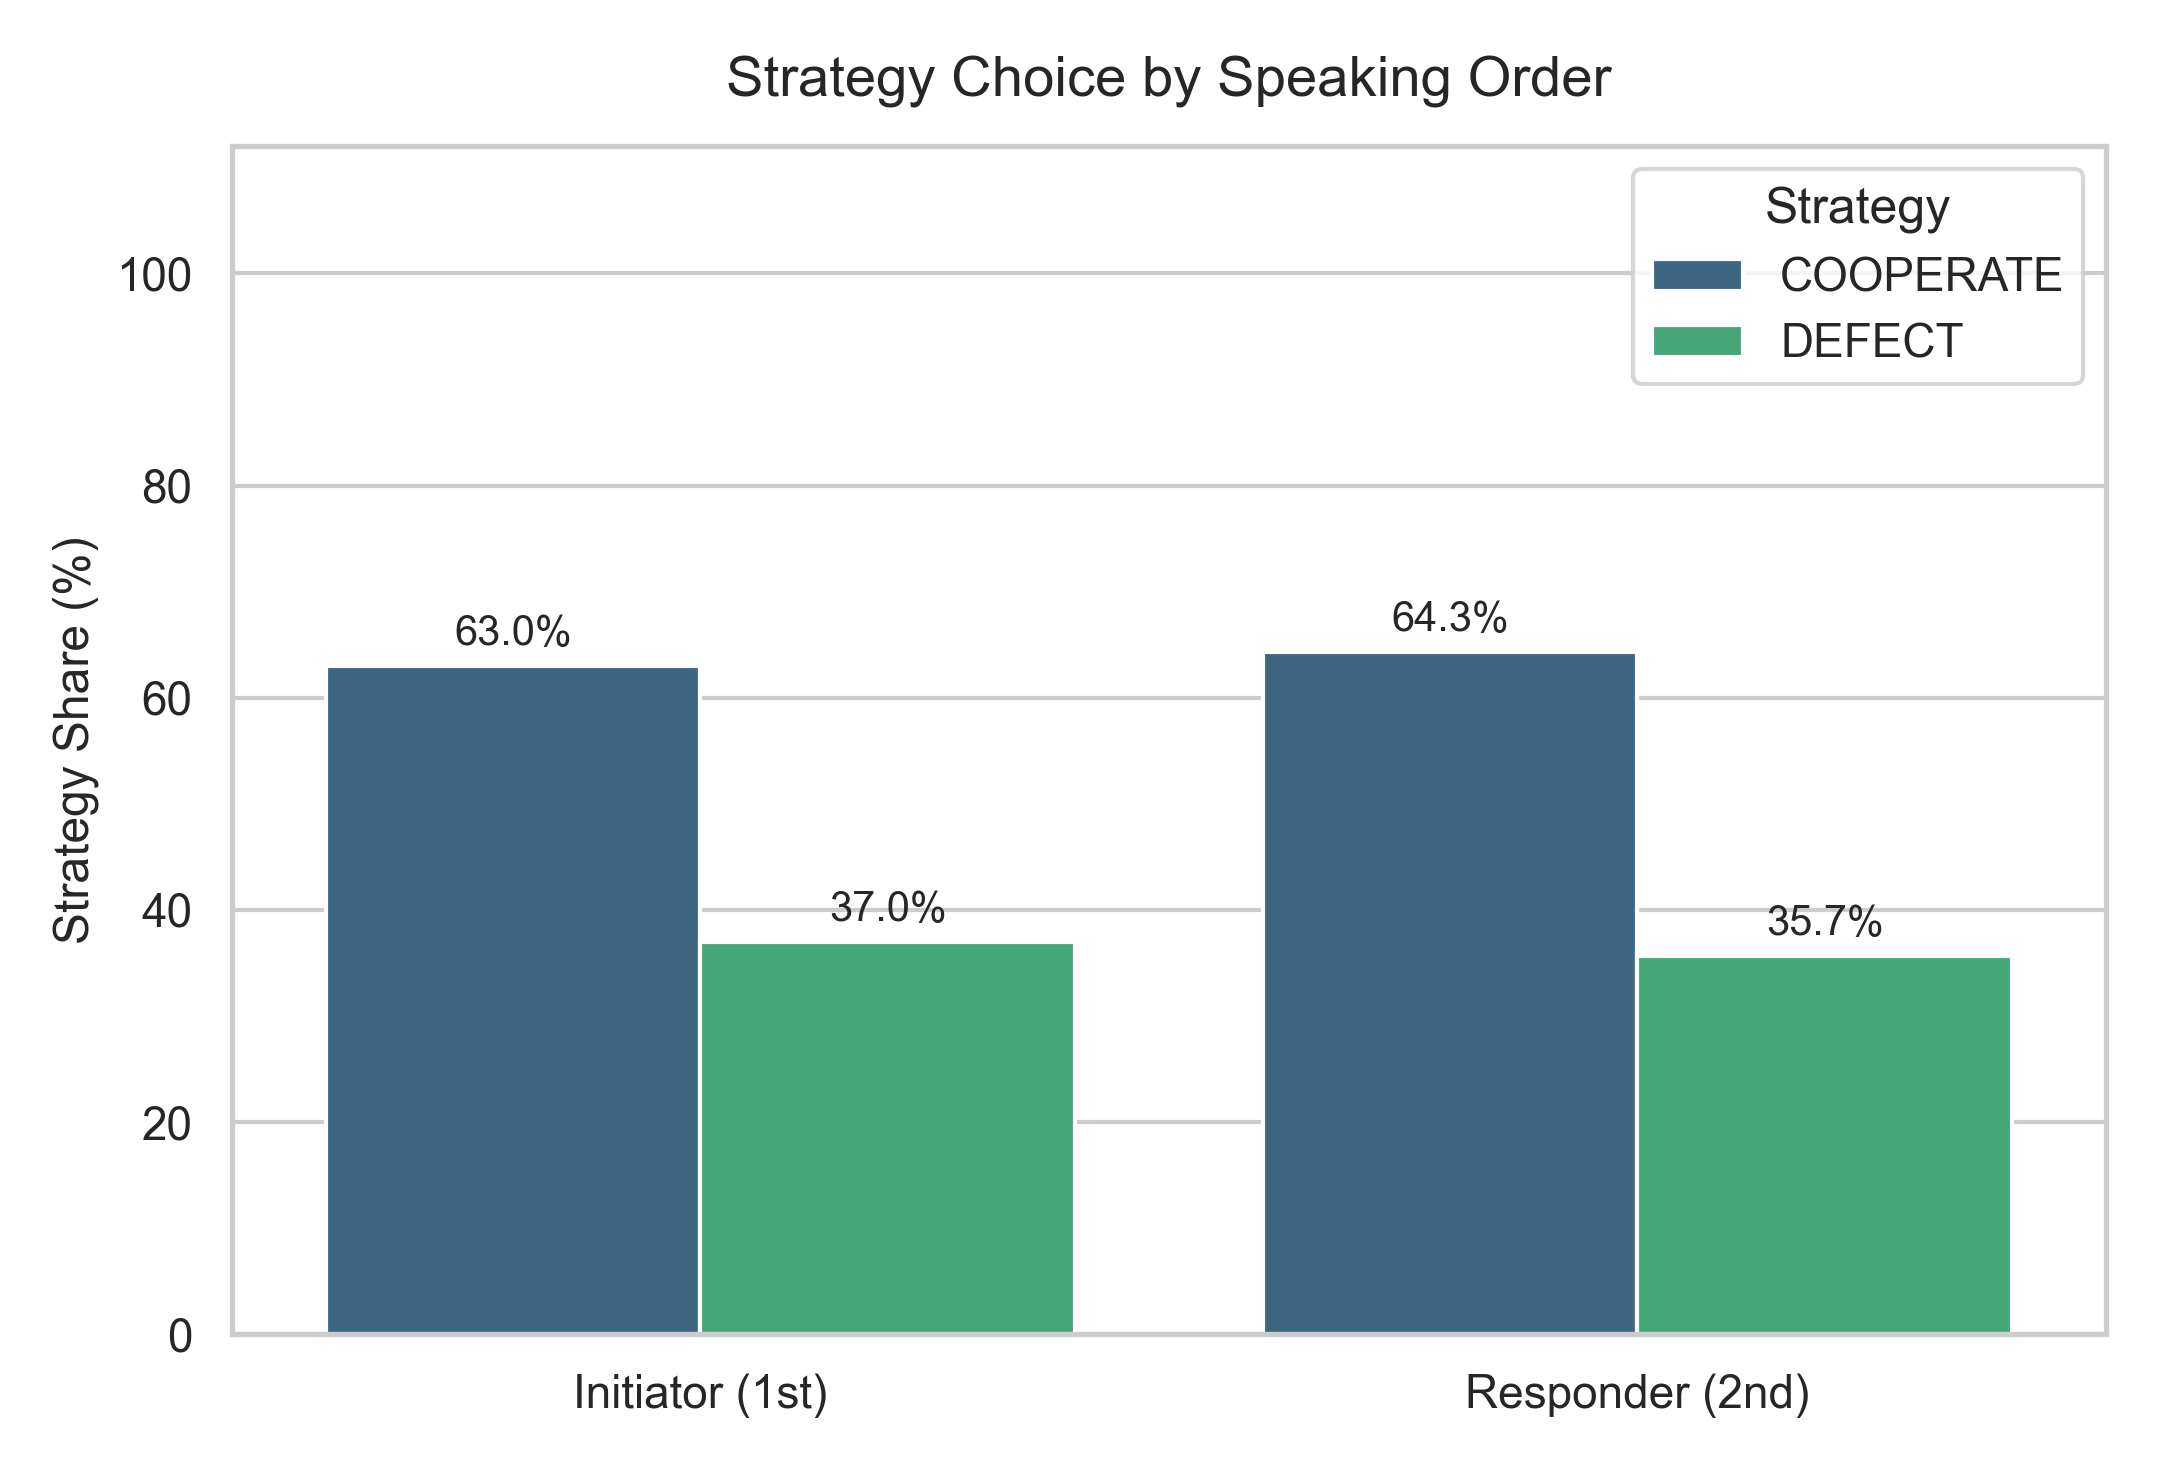 Strategy Choice by Speaking Order
Strategy
COOPERATE
DEFECT
Strategy Share (%)
100
80
60
40
20
0
63.0%
37.0%
64.3%
35.7%
Initiator (1st)
Responder (2nd)